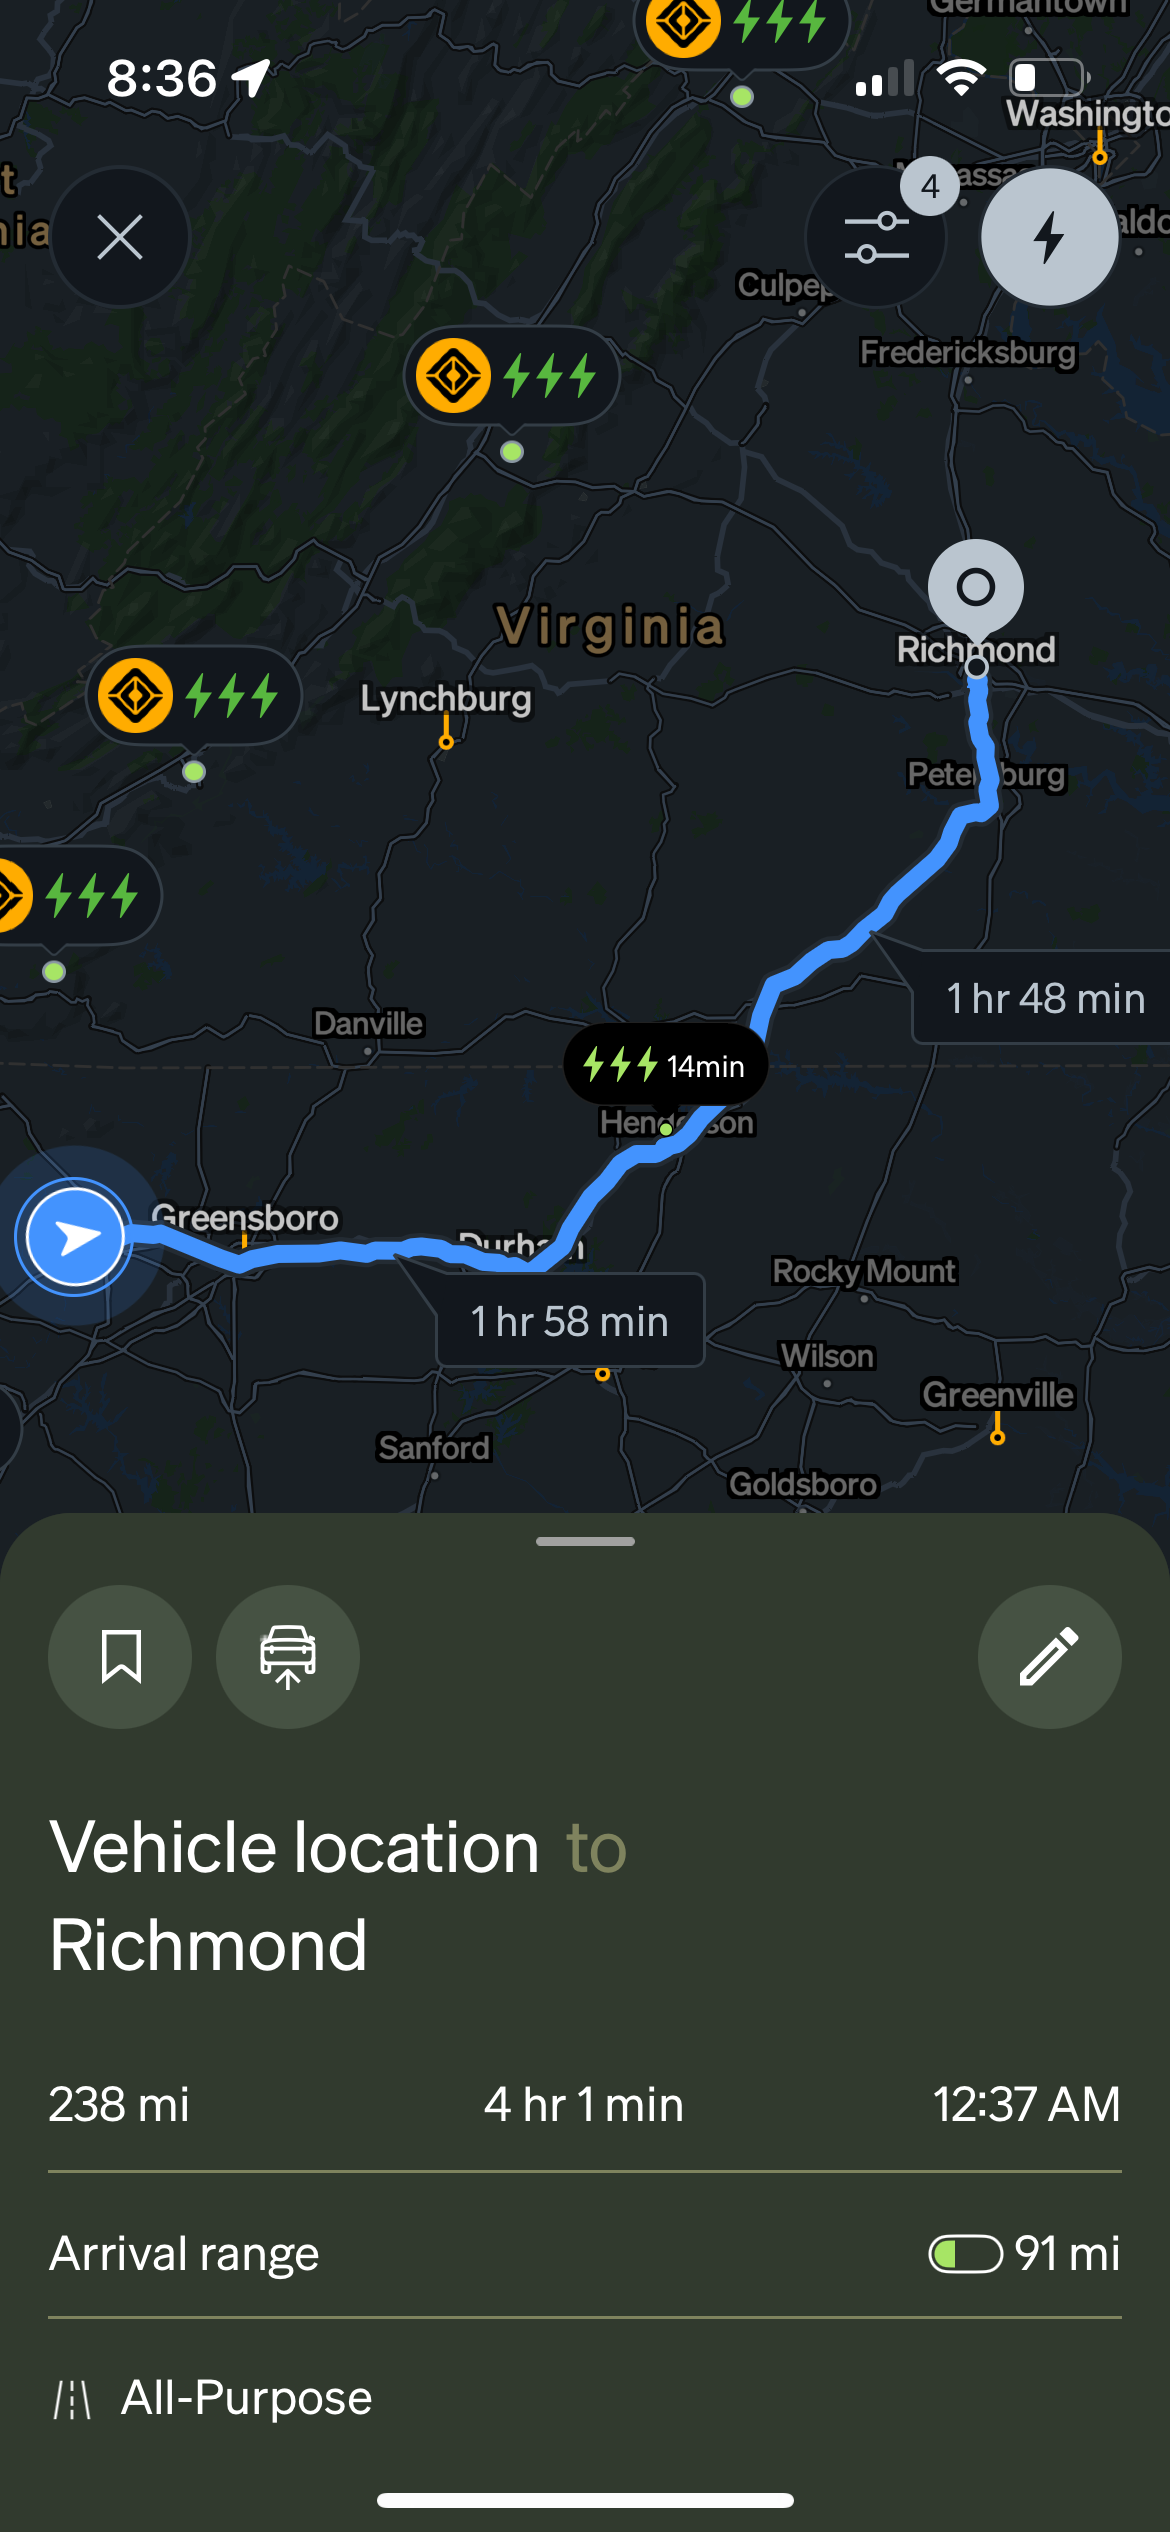 Germantown
8:36
Washingto
4
Culpep
Fredericksburg
Virginia
Richmond
Lynchburg
Petersburg
1 hr 48 min
Danville
14min
Henderson
Greensboro
Durham
Rocky Mount
1 hr 58 min
Wilson
Greenville
Sanford
Goldsboro
Vehicle location to
Richmond
238 mi 4 hr 1 min 12:37 AM
Arrival range 91 mi
All-Purpose